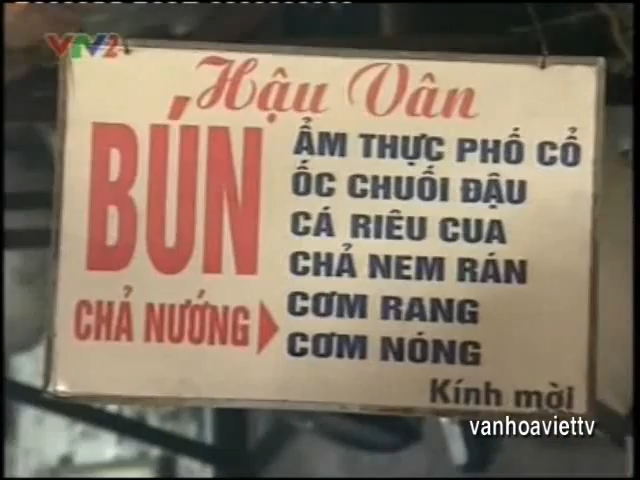 VTV2
Hậu Vân
BÚN
CHẢ NƯỚNG
ẨM THỰC PHỐ CỔ
ỐC CHUỐI ĐẬU
CÁ RIÊU CUA
CHẢ NEM RÁN
CƠM RANG
CƠM NÓNG
Kính mời
vanhoaviettv